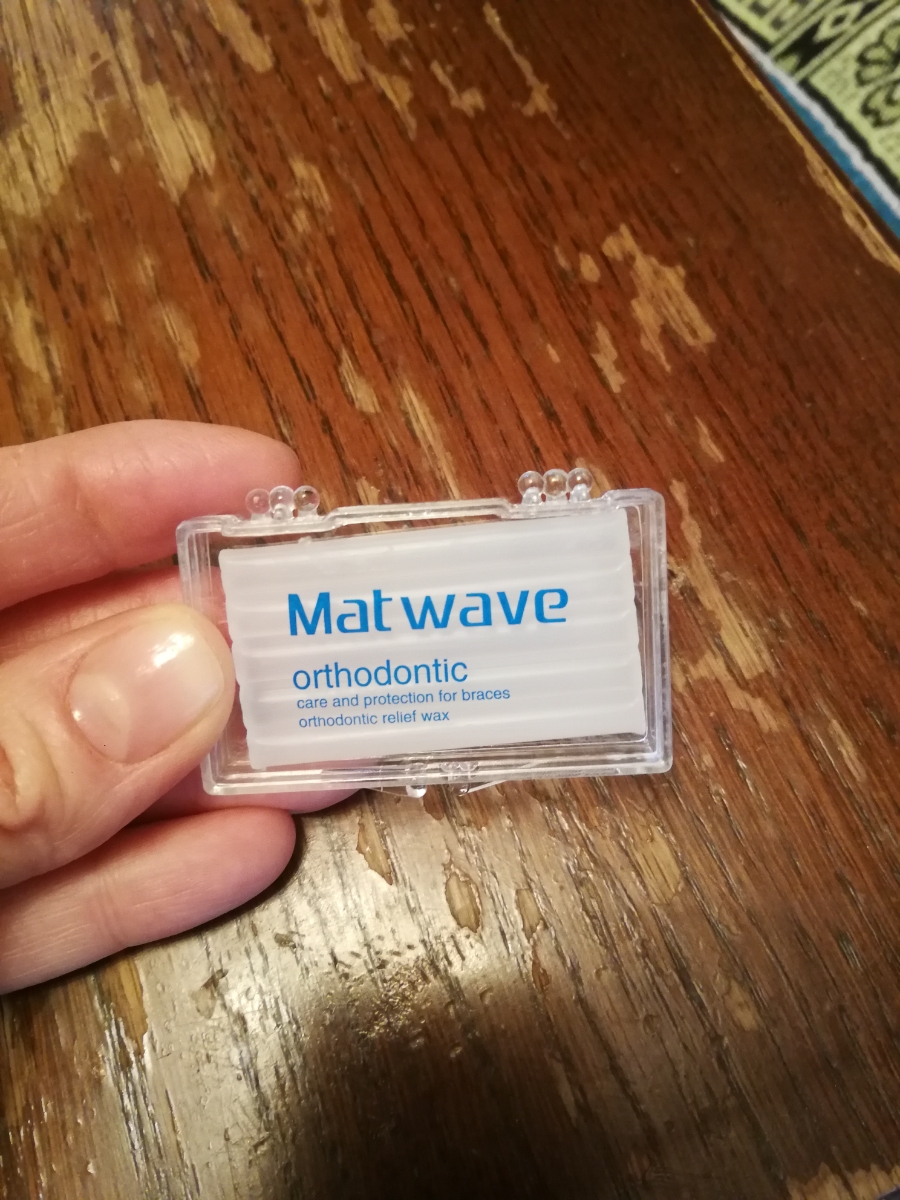 Matwave
orthodontic
care and protection for braces
orthodontic relief wax